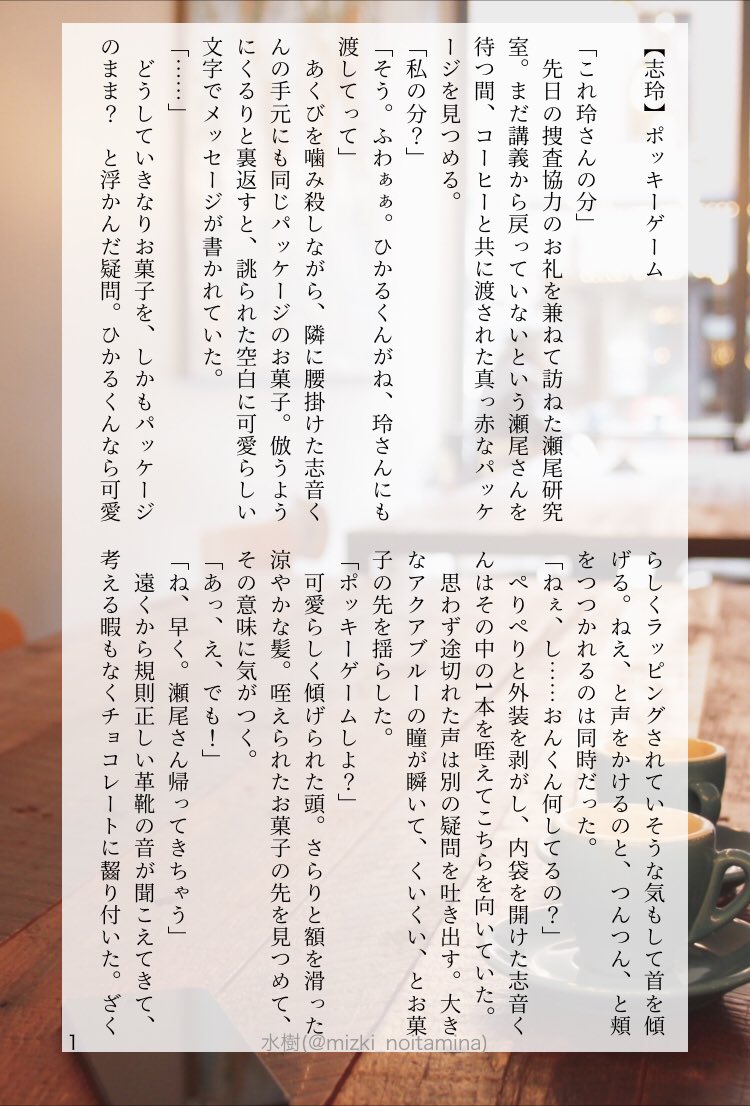 【志玲】ポッキーゲーム
「これ玲さんの分」
　先日の捜査協力のお礼を兼ねて訪ねた瀬尾研究
室。まだ講義から戻っていないという瀬尾さんを
待つ間、コーヒーと共に渡された真っ赤なパッケ
ージを見つめる。
「私の分？」
「そう。ふわぁぁ。ひかるくんがね、玲さんにも
渡してって」
　あくびを噛み殺しながら、隣に腰掛けた志音く
んの手元にも同じパッケージのお菓子。倣うよう
にくるりと裏返すと、誂られた空白に可愛らしい
文字でメッセージが書かれていた。
「……」
　どうしていきなりお菓子を、しかもパッケージ
のまま？　と浮かんだ疑問。ひかるくんなら可愛
らしくラッピングされていそうな気もして首を傾
げる。ねえ、と声をかけるのと、つんつん、と頬
をつつかれるのは同時だった。
「ねぇ、し……おんくん何してるの？」
　ぺりぺりと外装を剥がし、内袋を開けた志音く
んはその中の1本を咥えてこちらを向いていた。
　思わず途切れた声は別の疑問を吐き出す。大き
なアクアブルーの瞳が瞬いて、くいくい、とお菓
子の先を揺らした。
「ポッキーゲームしよ？」
　可愛らしく傾げられた頭。さらりと額を滑った
涼やかな髪。咥えられたお菓子の先を見つめて、
その意味に気がつく。
「あっ、え、でも！」
「ね、早く。瀬尾さん帰ってきちゃう」
　遠くから規則正しい革靴の音が聞こえてきて、
考える暇もなくチョコレートに齧り付いた。ざく
1
水樹(@mizki_noitamina)